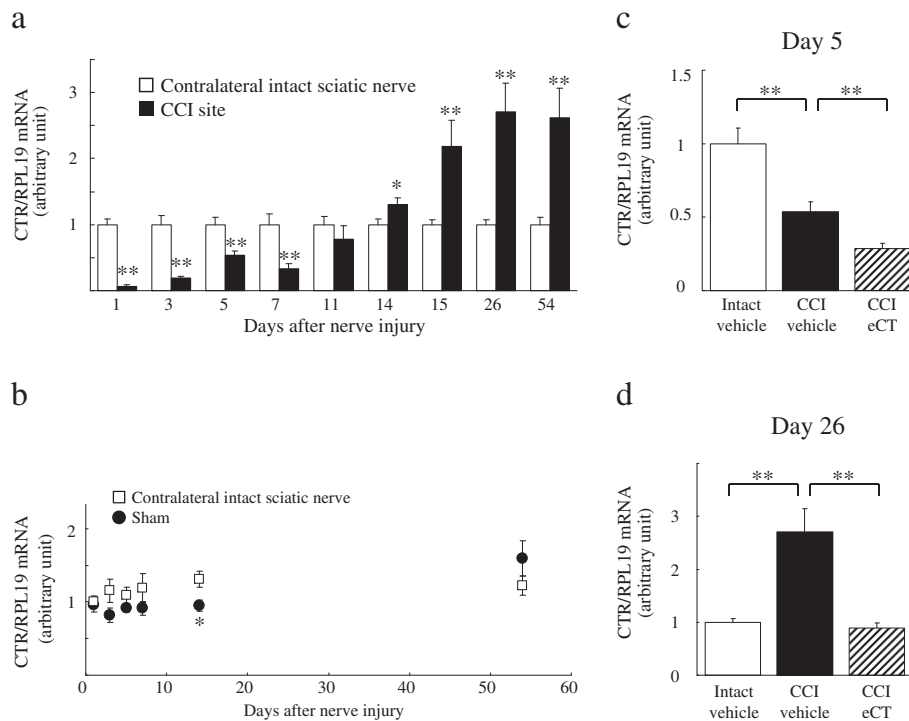 a
CTR/RPL19 mRNA
(arbitrary unit)
3
2
1
Contralateral intact sciatic nerve
CCI site
** ** ** ** * ** ** **
1 3 5 7 11 14 15 26 54
Days after nerve injury
b
CTR/RPL19 mRNA
(arbitrary unit)
2
1
Contralateral intact sciatic nerve
Sham
*
0 10 20 30 40 50 60
Days after nerve injury
c
Day 5
CTR/RPL19 mRNA
(arbitrary unit)
1.5
1
0.5
0
** **
Intact CCI CCI
vehicle vehicle eCT
d
Day 26
CTR/RPL19 mRNA
(arbitrary unit)
3
2
1
0
** **
Intact CCI CCI
vehicle vehicle eCT